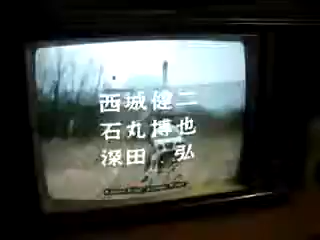 西城健二
石丸博也
深田　弘